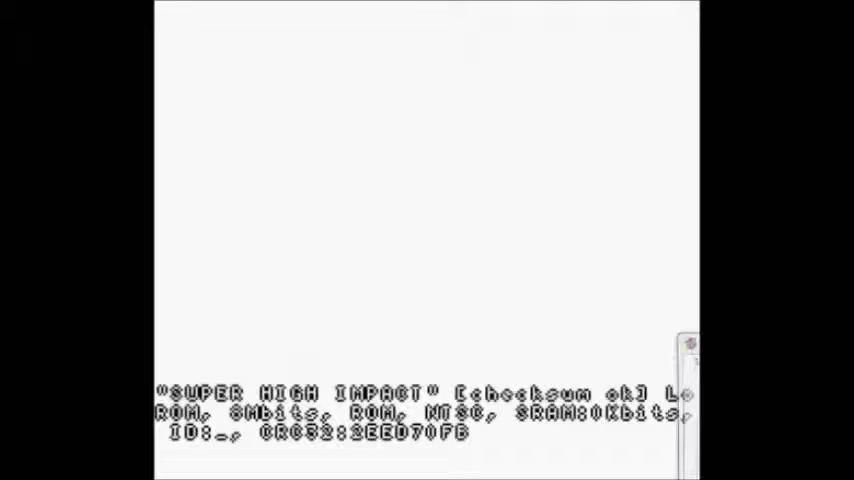 "SUPER HIGH IMPACT" [checksum ok] Lo
ROM, 8Mbits, ROM, NTSC, SRAM:0Kbits,
ID:_, CRC32:2EED70FB